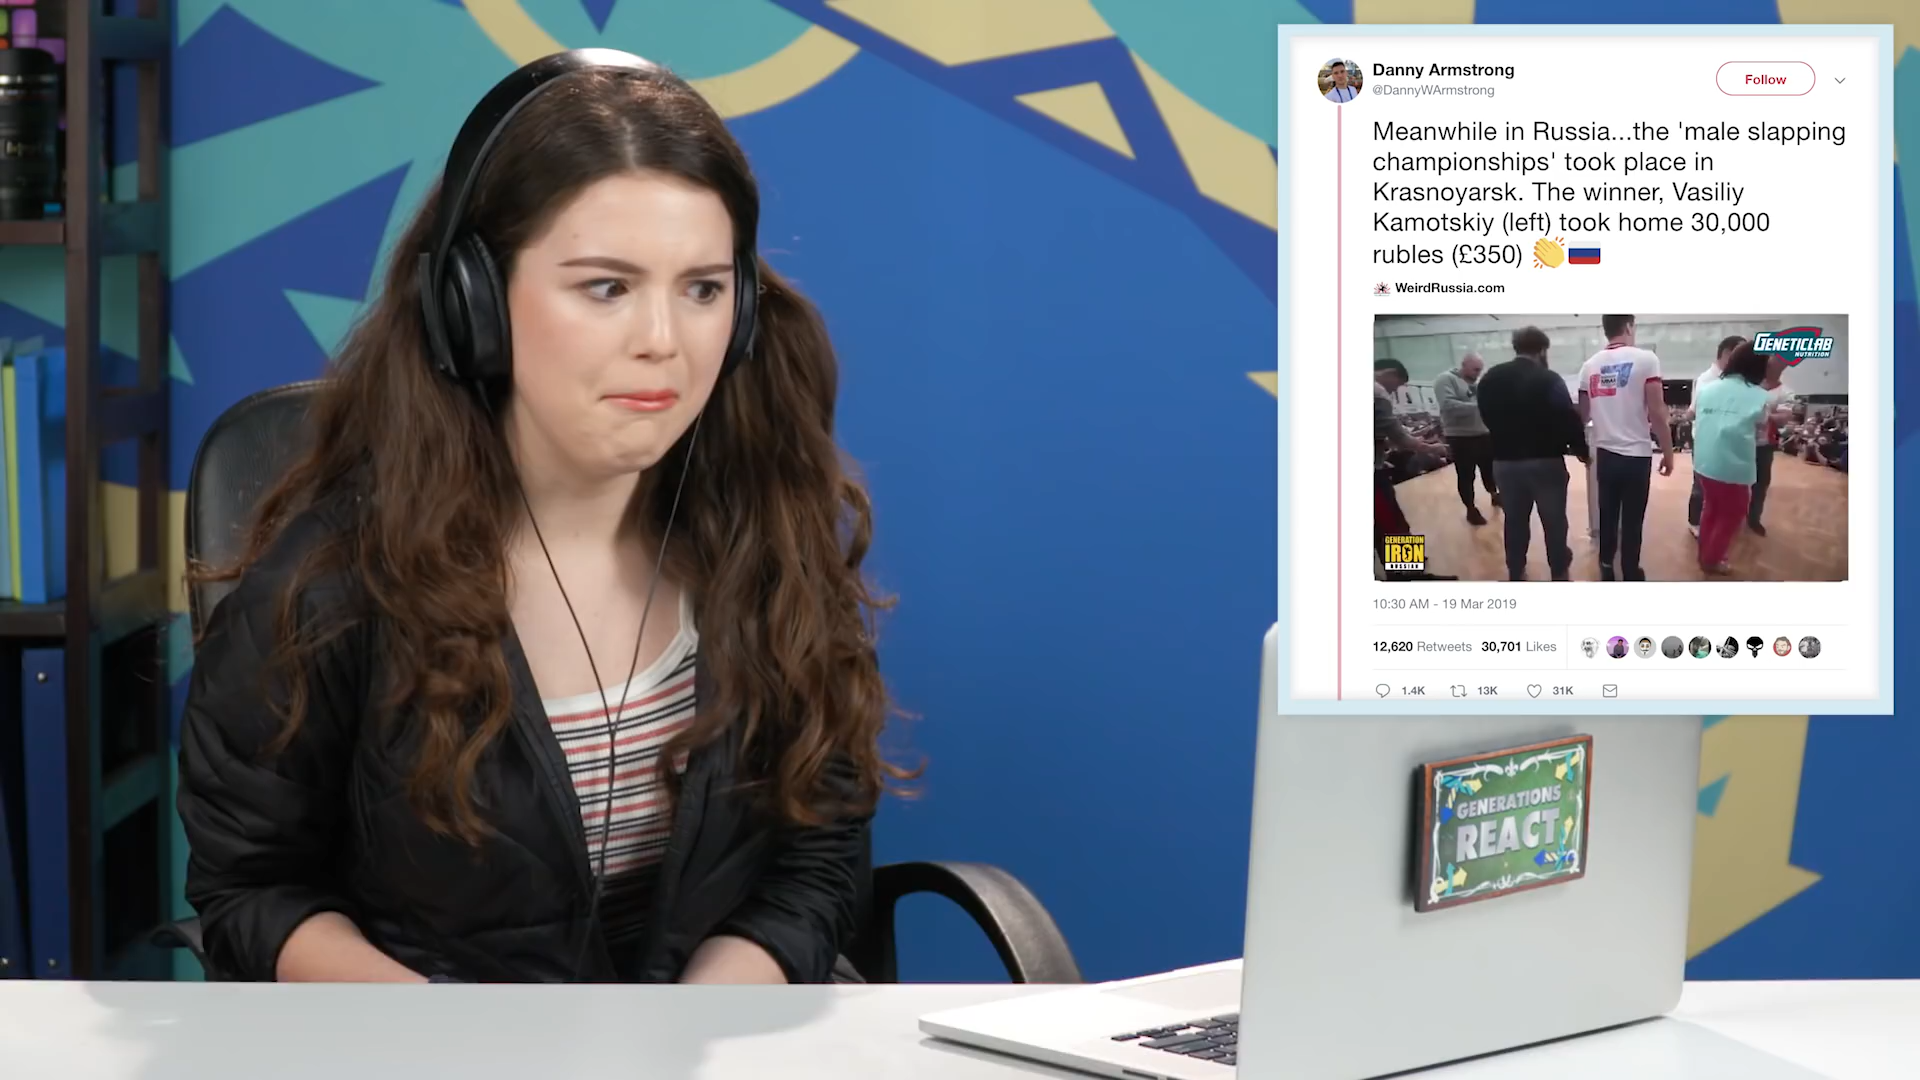 Danny Armstrong
@DannyWArmstrong
Follow
Meanwhile in Russia...the 'male slapping
championships' took place in
Krasnoyarsk. The winner, Vasiliy
Kamotskiy (left) took home 30,000
rubles (£350) 👏🇷🇺
WeirdRussia.com
GENETICLAB
NUTRITION
GENERATION
IRON
RUSSIAN
10:30 AM - 19 Mar 2019
12,620 Retweets 30,701 Likes
1.4K 13K 31K
GENERATIONS
REACT